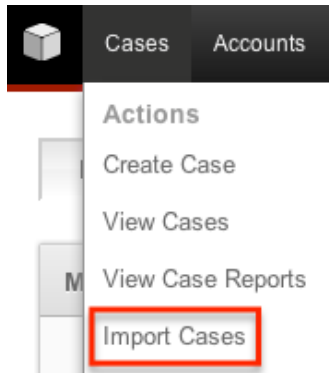 Cases Accounts
Actions
Create Case
View Cases
M View Case Reports
Import Cases